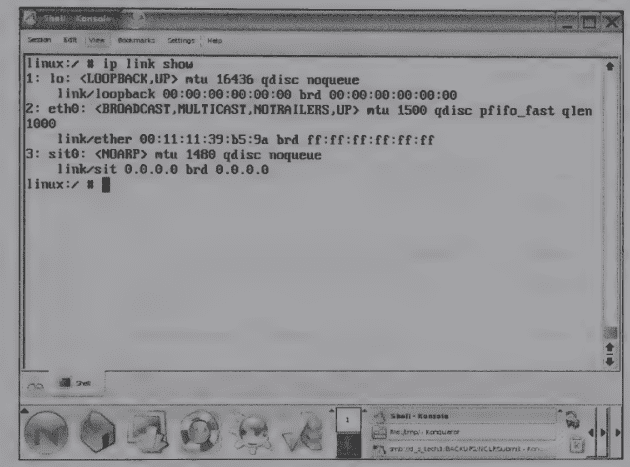 Shell - Konsole
Session Edit View Bookmarks Settings Help
linux:/ # ip link show
1: lo: <LOOPBACK,UP> mtu 16436 qdisc noqueue
link/loopback 00:00:00:00:00:00 brd 00:00:00:00:00:00
2: eth0: <BROADCAST,MULTICAST,NOTRAILERS,UP> mtu 1500 qdisc pfifo_fast qlen
1000
link/ether 00:11:11:39:b5:9a brd ff:ff:ff:ff:ff:ff
3: sit0: <NOARP> mtu 1480 qdisc noqueue
link/sit 0.0.0.0 brd 0.0.0.0
linux:/ #
Shell
N
1
Shell - Konsole
file:/tmp/ - Konqueror